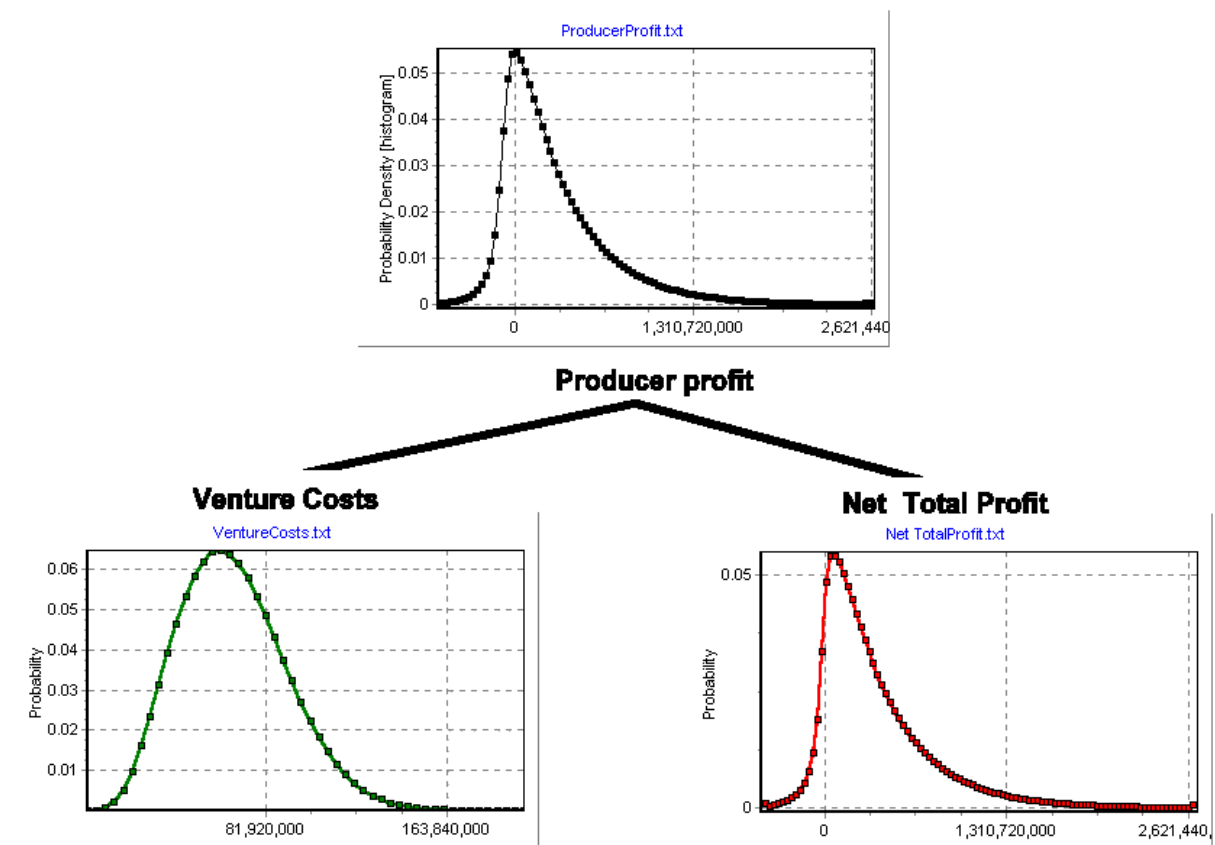 ProducerProfit.txt
Probability Density [histogram]
0.05
0.04
0.03
0.02
0.01
0
0 1,310,720,000 2,621,440
Producer profit
Venture Costs
VentureCosts.txt
Probability
0.06
0.05
0.04
0.03
0.02
0.01
81,920,000 163,840,000
Net Total Profit
Net TotalProfit.txt
Probability
0.05
0
0 1,310,720,000 2,621,440,